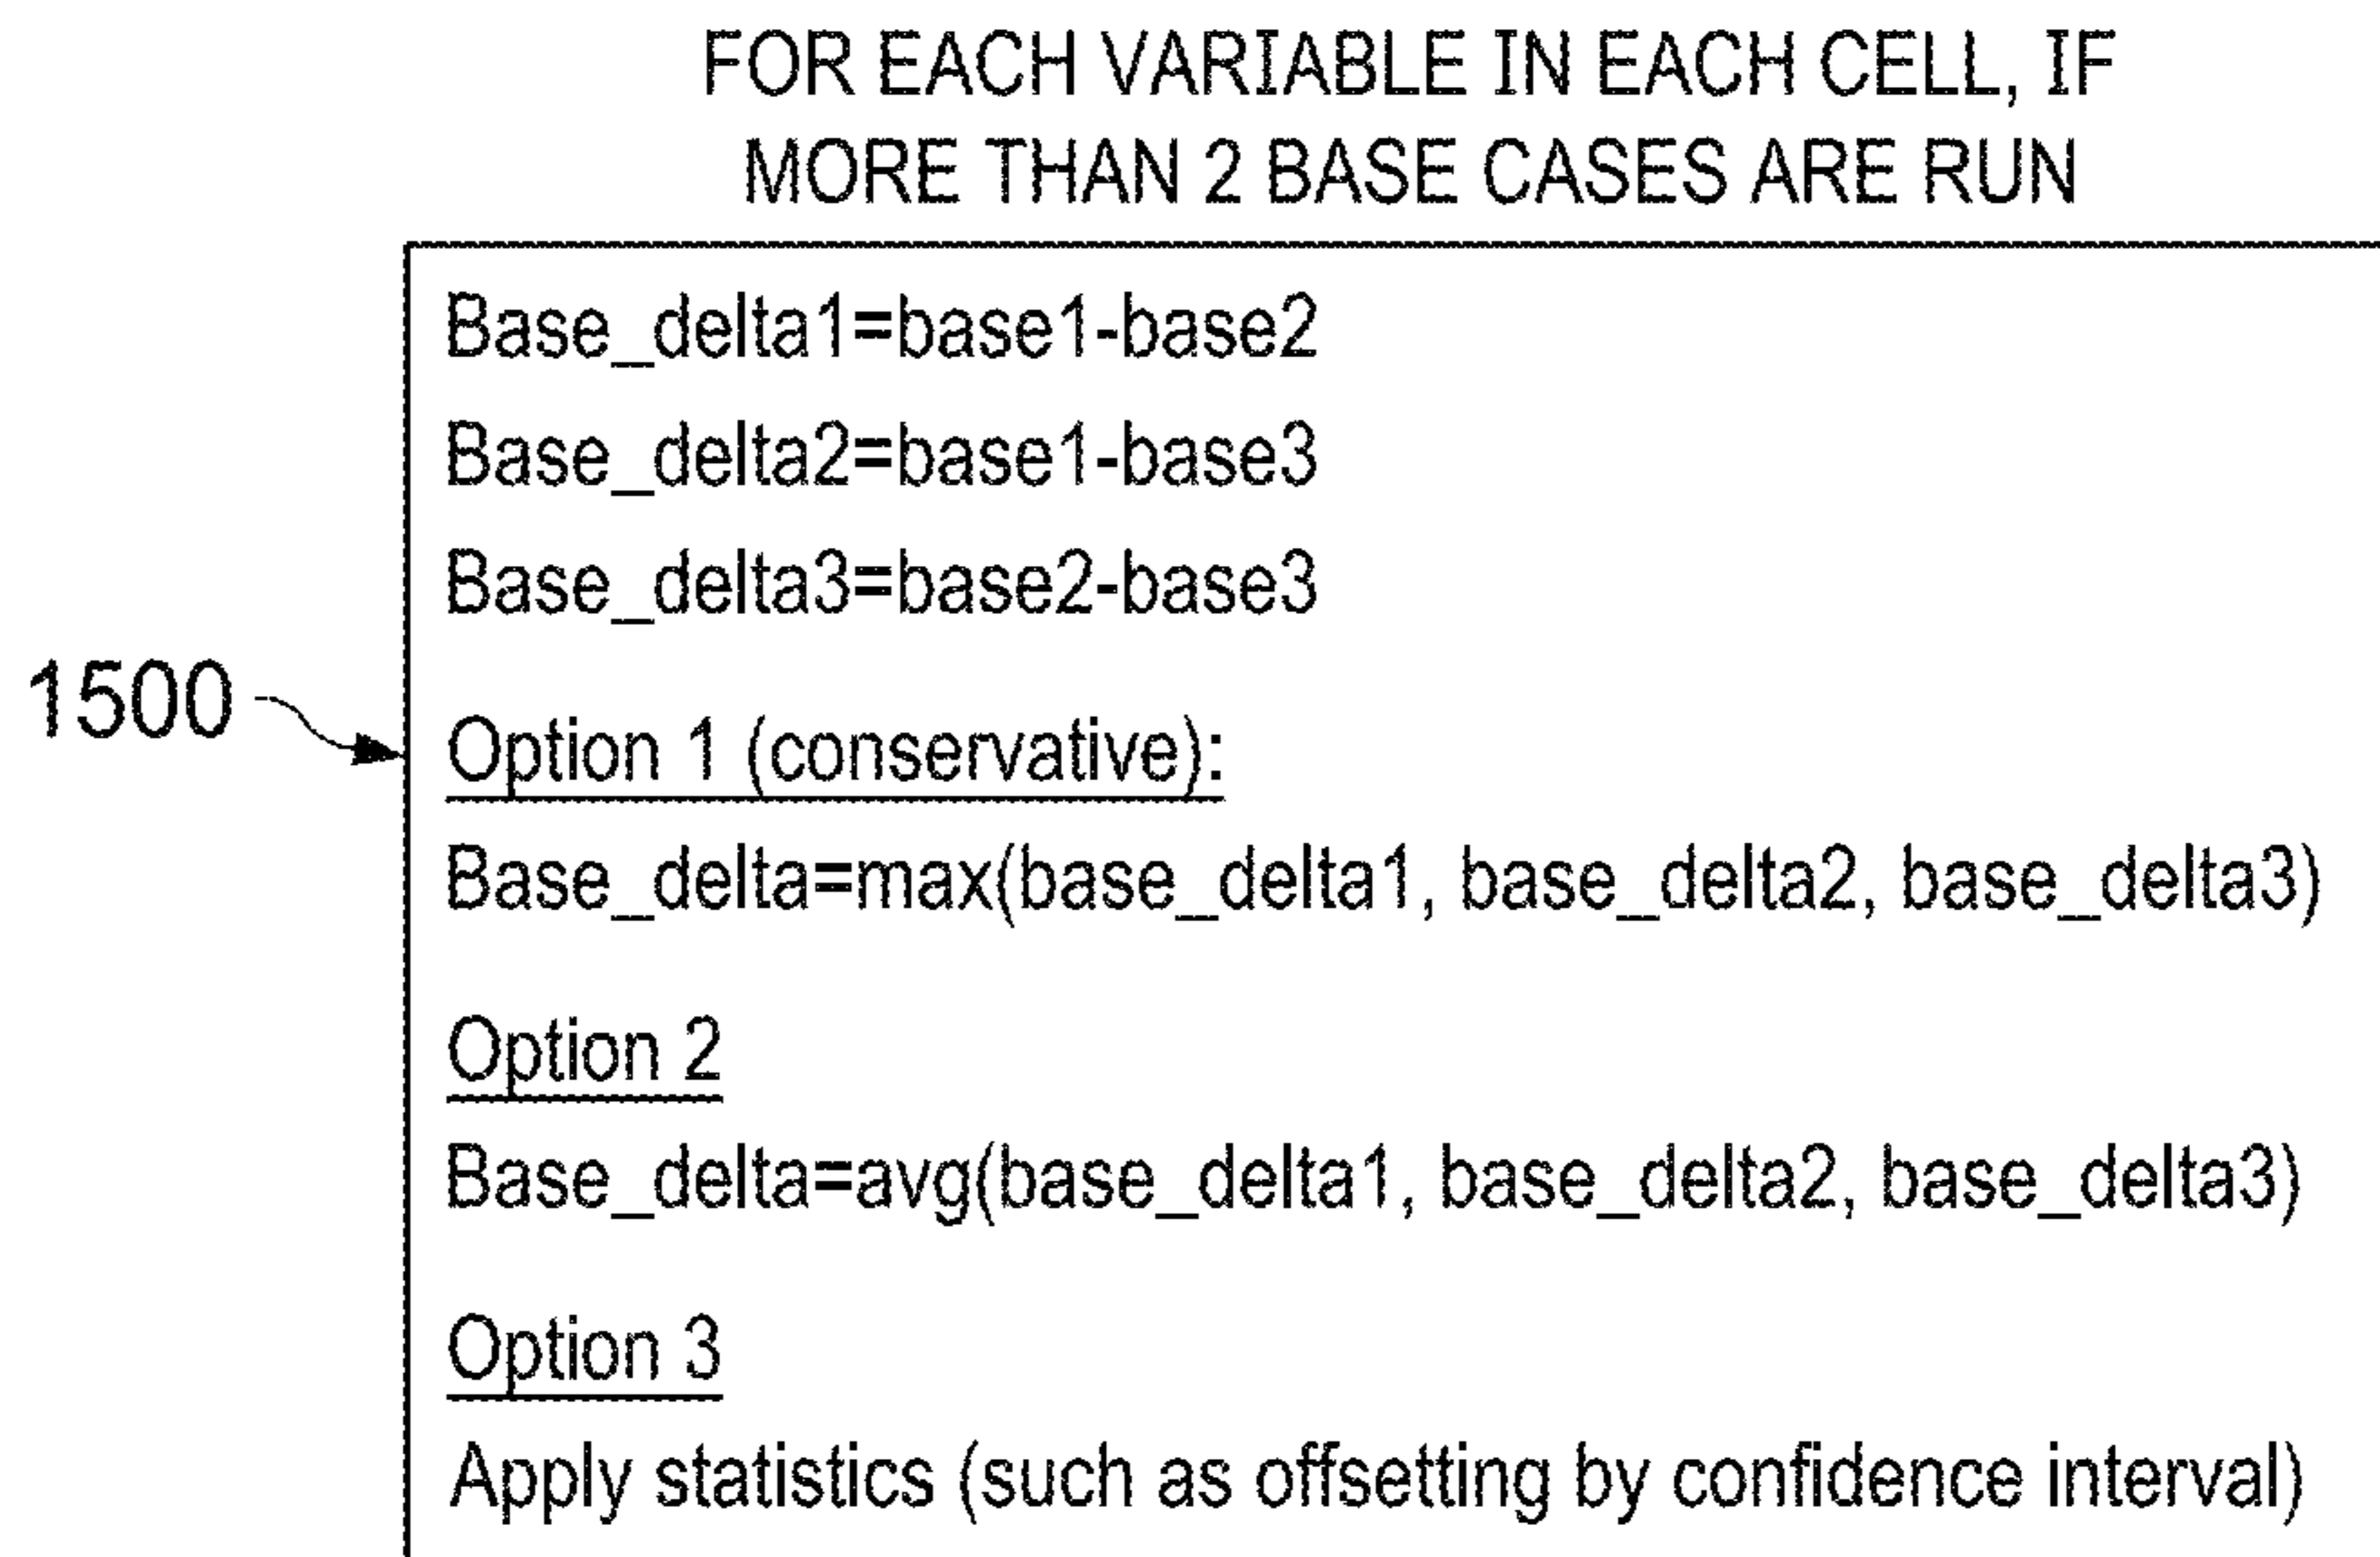 FOR EACH VARIABLE IN EACH CELL, IF
MORE THAN 2 BASE CASES ARE RUN
Base_delta1=base1-base2
Base_delta2=base1-base3
Base_delta3=base2-base3
1500
Option 1 (conservative):
Base_delta=max(base_delta1, base_delta2, base_delta3)
Option 2
Base_delta=avg(base_delta1, base_delta2, base_delta3)
Option 3
Apply statistics (such as offsetting by confidence interval)